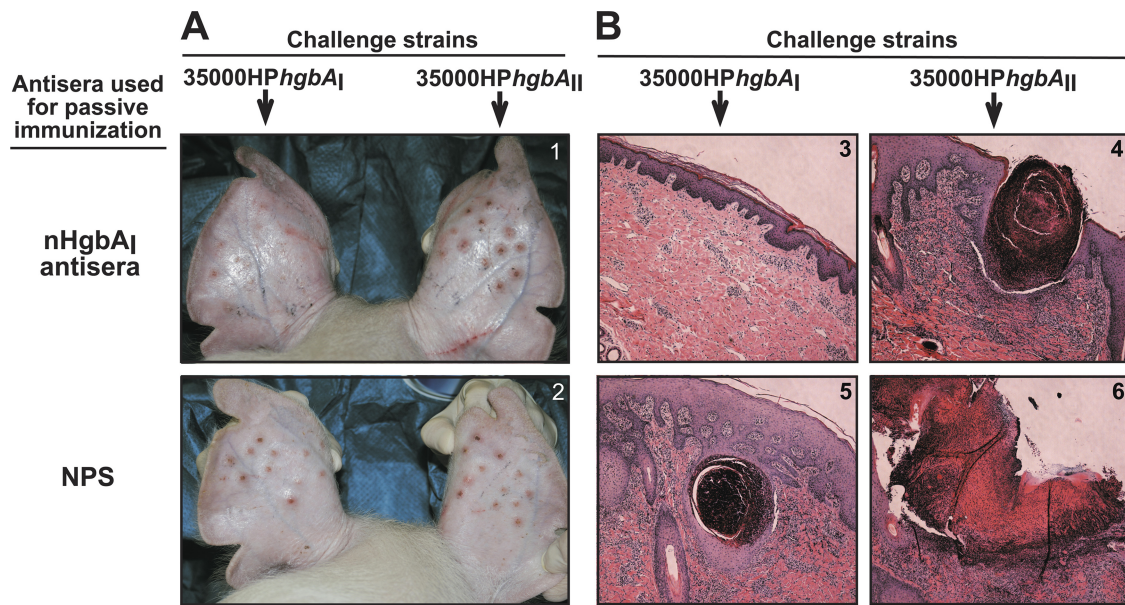 A
Challenge strains
35000HPhgbAI
35000HPhgbAII
B
Challenge strains
35000HPhgbAI
35000HPhgbAII
Antisera used
for passive
immunization
nHgbAI
antisera
NPS
1
3
4
2
5
6